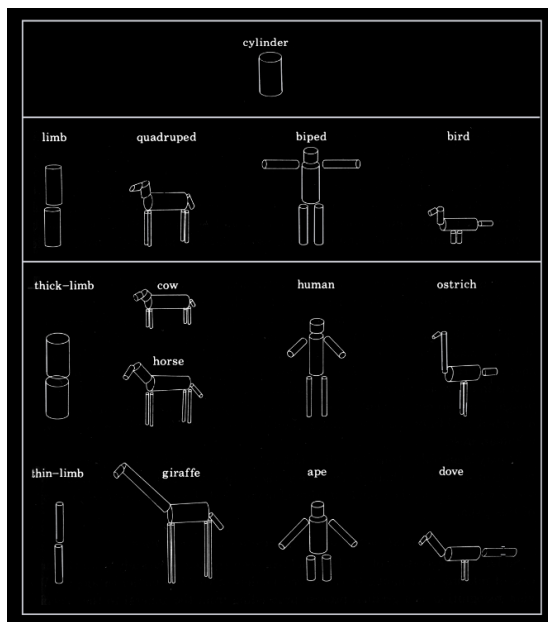 cylinder
limb quadruped biped bird
thick-limb cow human ostrich
horse
thin-limb giraffe ape dove